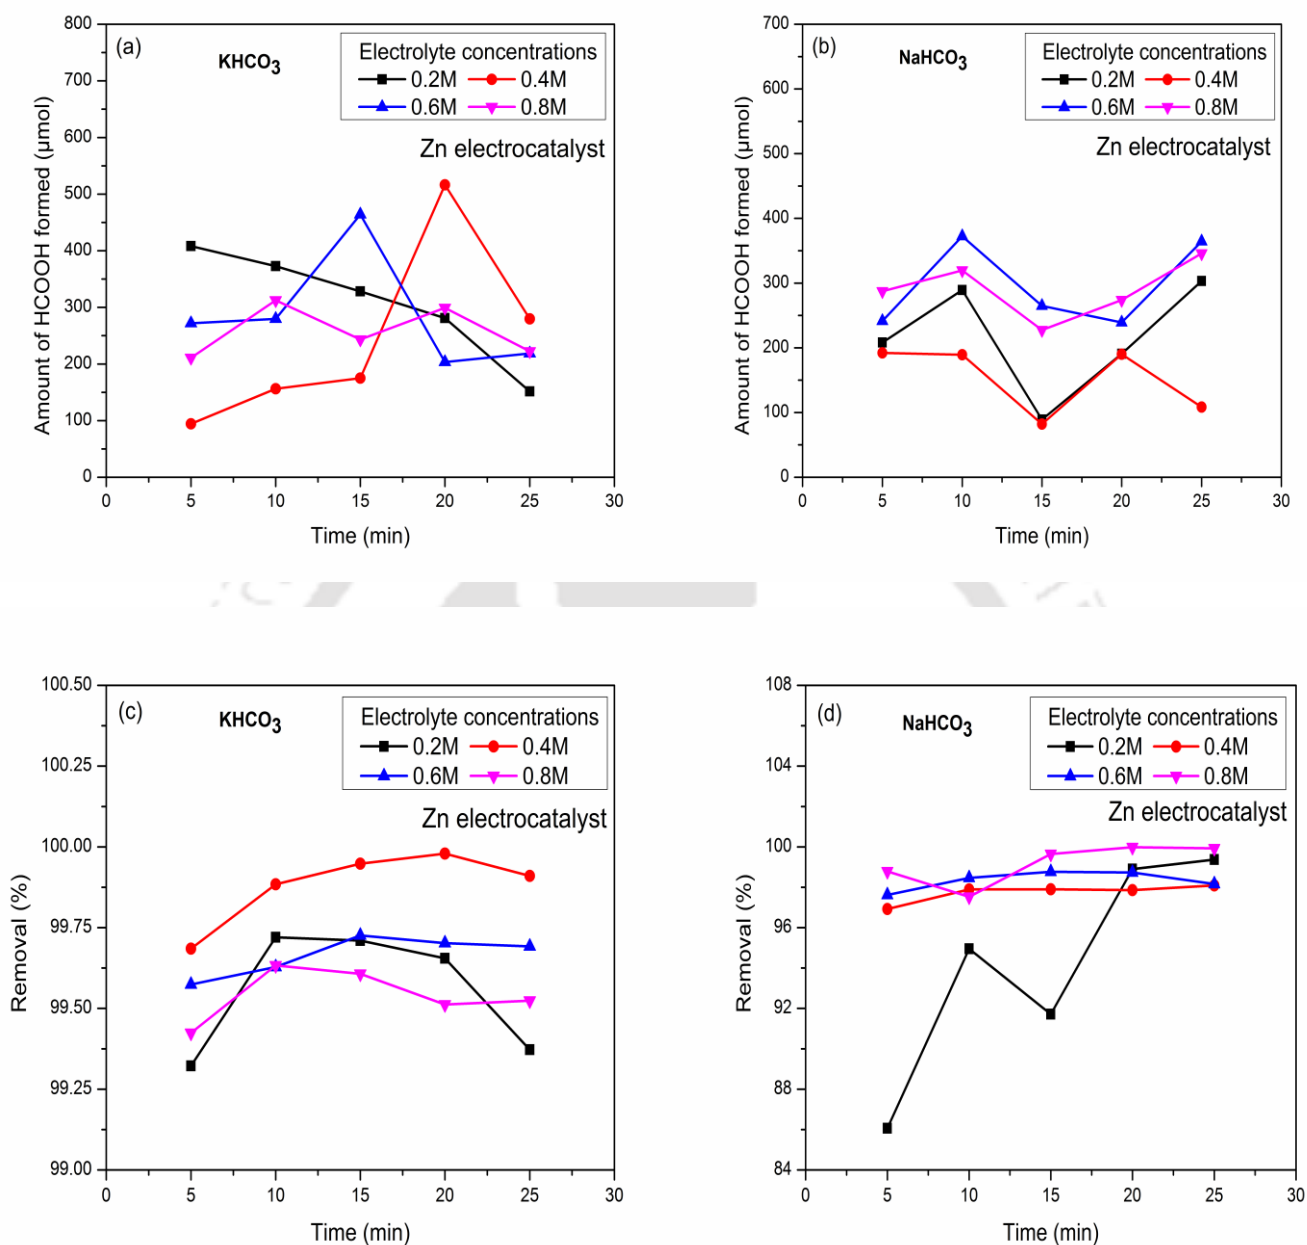 (a)
KHCO3
Electrolyte concentrations
0.2M 0.4M
0.6M 0.8M
Zn electrocatalyst
Amount of HCOOH formed (µmol)
800
700
600
500
400
300
200
100
0
0 5 10 15 20 25 30
Time (min)
(b)
NaHCO3
Electrolyte concentrations
0.2M 0.4M
0.6M 0.8M
Zn electrocatalyst
Amount of HCOOH formed (µmol)
700
600
500
400
300
200
100
0
0 5 10 15 20 25 30
Time (min)
(c)
KHCO3
Electrolyte concentrations
0.2M 0.4M
0.6M 0.8M
Zn electrocatalyst
Removal (%)
100.50
100.25
100.00
99.75
99.50
99.25
99.00
0 5 10 15 20 25 30
Time (min)
(d)
NaHCO3
Electrolyte concentrations
0.2M 0.4M
0.6M 0.8M
Zn electrocatalyst
Removal (%)
108
104
100
96
92
88
84
0 5 10 15 20 25 30
Time (min)